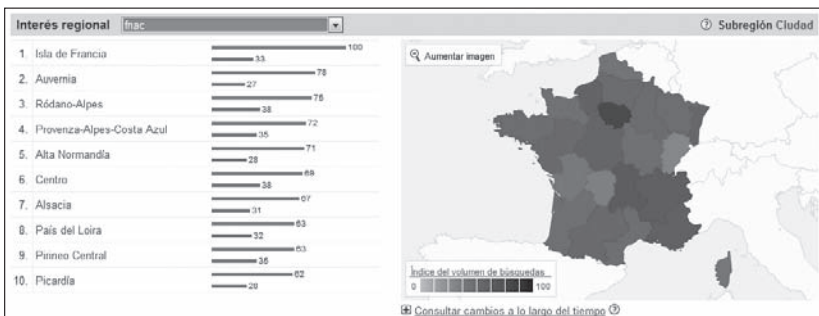 Interés regional fnac Subregión Ciudad
1. Isla de Francia 100
33
2. Auvernia 78
27
3. Ródano-Alpes 76
38
4. Provenza-Alpes-Costa Azul 72
35
5. Alta Normandía 71
28
6. Centro 69
38
7. Alsacia 67
31
8. País del Loira 63
32
9. Pirineo Central 63
36
10. Picardía 62
28
Aumentar imagen
Índice del volumen de búsquedas
0 100
Consultar cambios a lo largo del tiempo